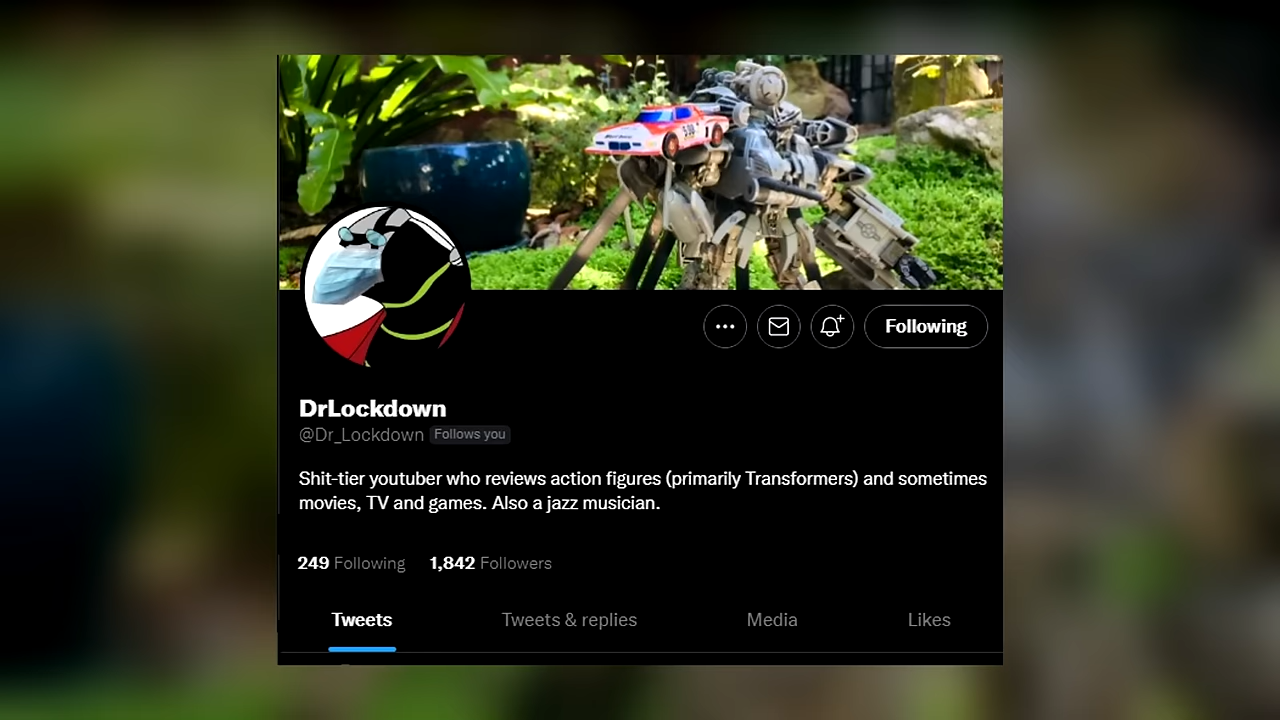 DrLockdown
@Dr_Lockdown Follows you
Shit-tier youtuber who reviews action figures (primarily Transformers) and sometimes
movies, TV and games. Also a jazz musician.
Following
249 Following 1,842 Followers
Tweets Tweets & replies Media Likes